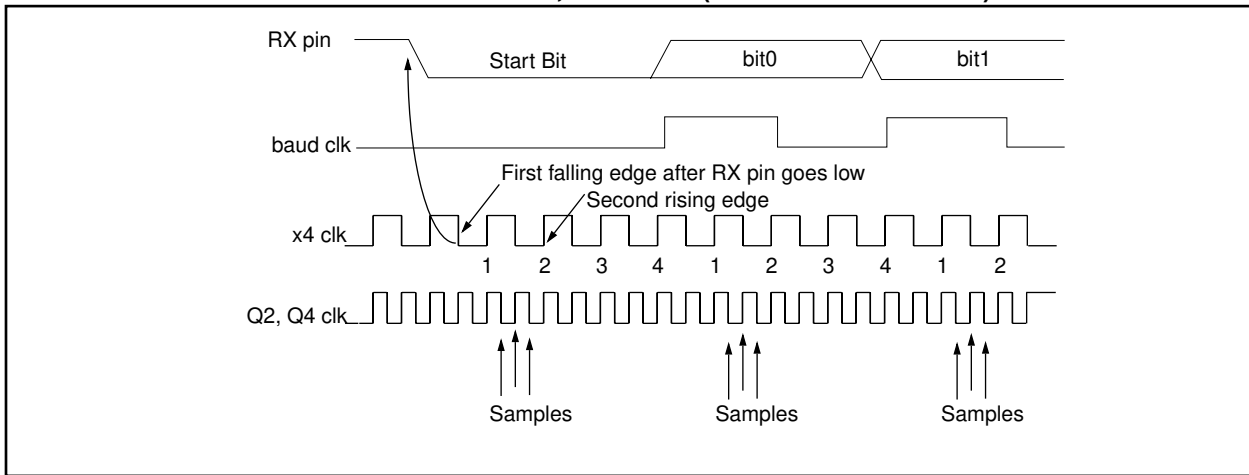 RX pin
Start Bit
bit0
bit1
baud clk
First falling edge after RX pin goes low
Second rising edge
x4 clk
1 2 3 4 1 2 3 4 1 2
Q2, Q4 clk
Samples Samples Samples